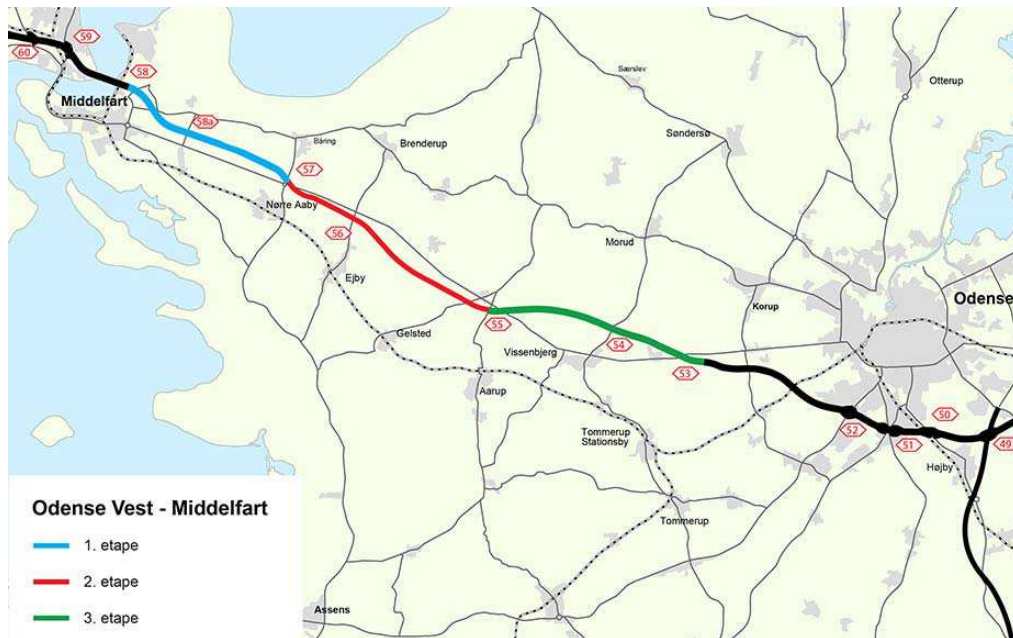 59
60
58
Særslev
Otterup
Middelfart
58a
Båring
Brenderup
Søndersø
57
Nørre Aaby
56
Morud
Ejby
Korup
Odense
55
Gelsted
54
Vissenbjerg
53
Aarup
52
50
51
49
Tommerup
Stationsby
Højby
Odense Vest - Middelfart
1. etape
Tommerup
2. etape
Assens
3. etape